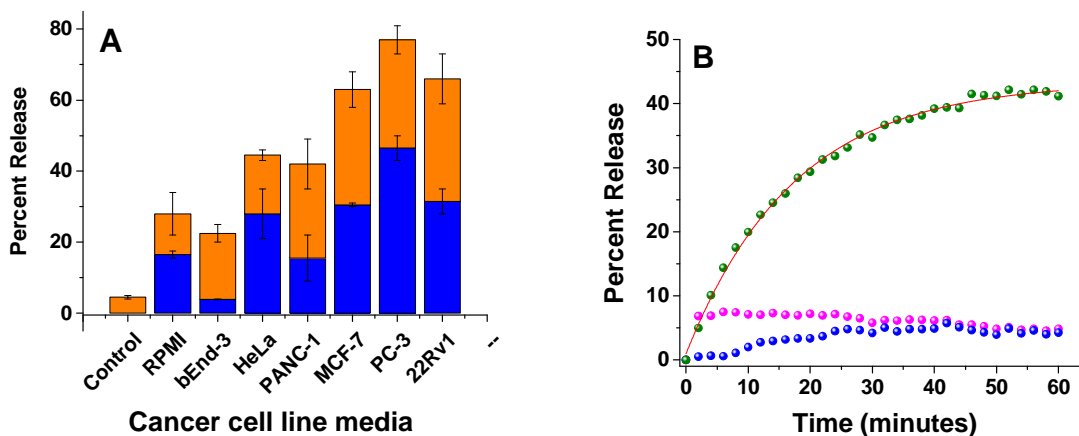 A
Percent Release
80
60
40
20
0
Control
RPMI
bEnd-3
HeLa
PANC-1
MCF-7
PC-3
22Rv1
--
Cancer cell line media
B
Percent Release
50
40
30
20
10
0
0
10
20
30
40
50
60
Time (minutes)